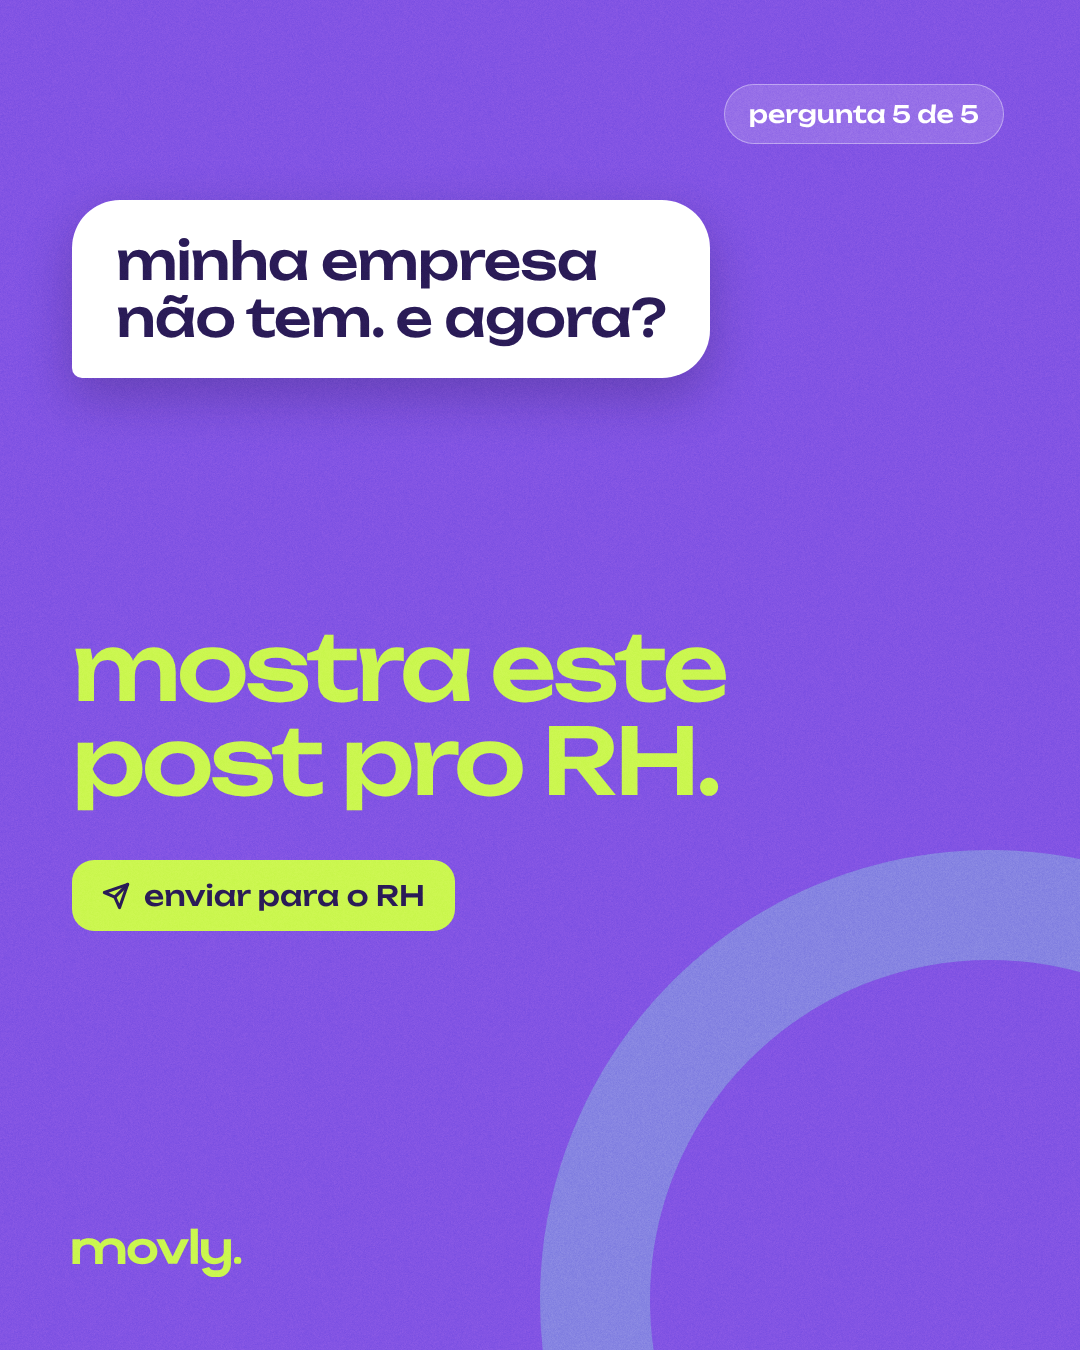 pergunta 5 de 5
minha empresa
não tem. e agora?
mostra este
post pro RH.
enviar para o RH
movly.